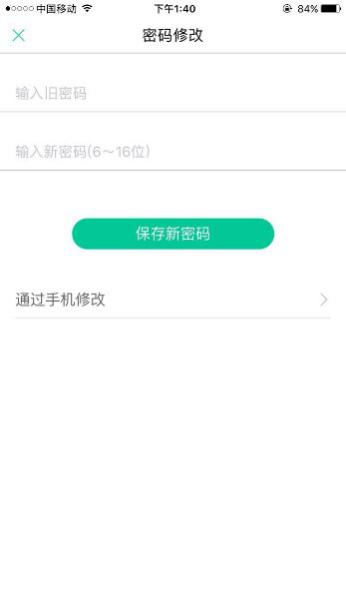 中国移动 下午1:40 84%
密码修改
输入旧密码
输入新密码(6～16位)
保存新密码
通过手机修改